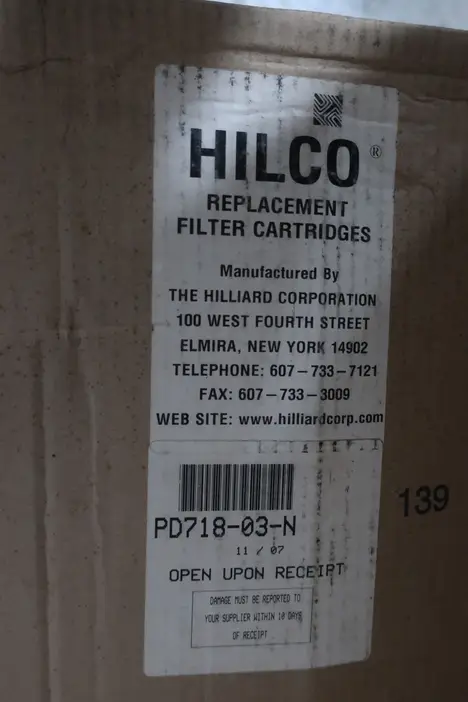 HILCO®
REPLACEMENT
FILTER CARTRIDGES
Manufactured By
THE HILLIARD CORPORATION
100 WEST FOURTH STREET
ELMIRA, NEW YORK 14902
TELEPHONE: 607-733-7121
FAX: 607-733-3009
WEB SITE: www.hilliardcorp.com
PD718-03-N
11 / 07
OPEN UPON RECEIPT
DAMAGE MUST BE REPORTED TO
YOUR SUPPLIER WITHIN 10 DAYS
OF RECEIPT
139